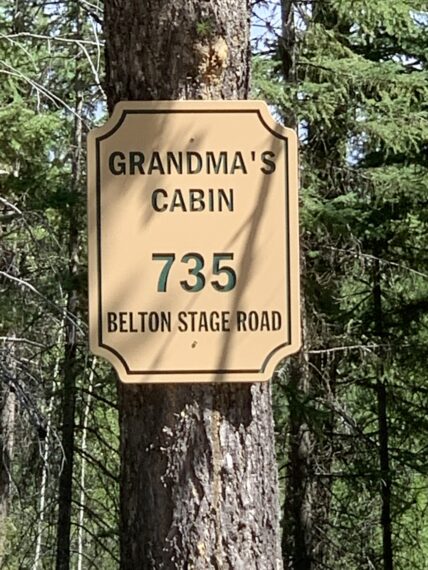 GRANDMA'S
CABIN
735
BELTON STAGE ROAD